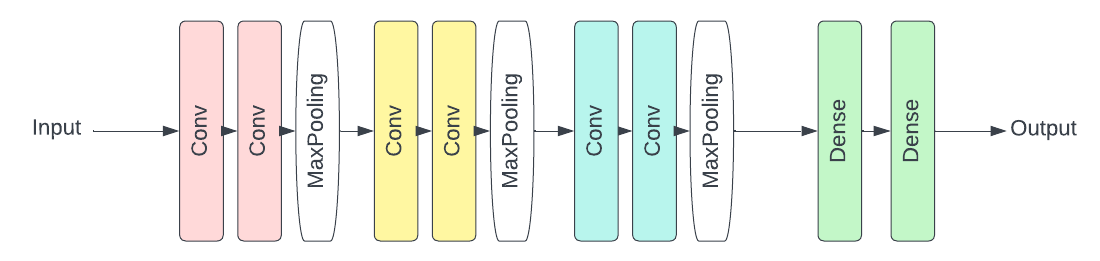 Input
Conv
Conv
MaxPooling
Conv
Conv
MaxPooling
Conv
Conv
MaxPooling
Dense
Dense
Output